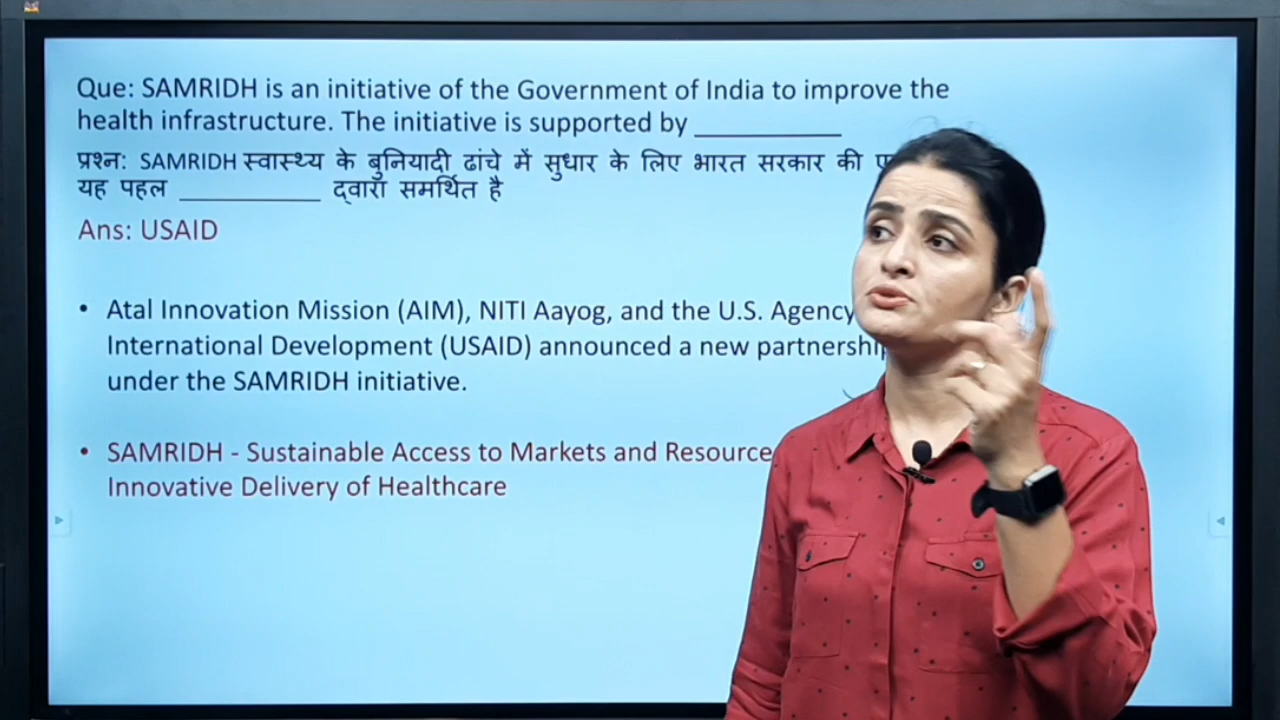 Que: SAMRIDH is an initiative of the Government of India to improve the
health infrastructure. The initiative is supported by __________
प्रश्न: SAMRIDH स्वास्थ्य के बुनियादी ढांचे में सुधार के लिए भारत सरकार की
यह पहल __________ द्वारा समर्थित है
Ans: USAID
• Atal Innovation Mission (AIM), NITI Aayog, and the U.S. Agency
International Development (USAID) announced a new partnership
under the SAMRIDH initiative.
• SAMRIDH - Sustainable Access to Markets and Resource
Innovative Delivery of Healthcare